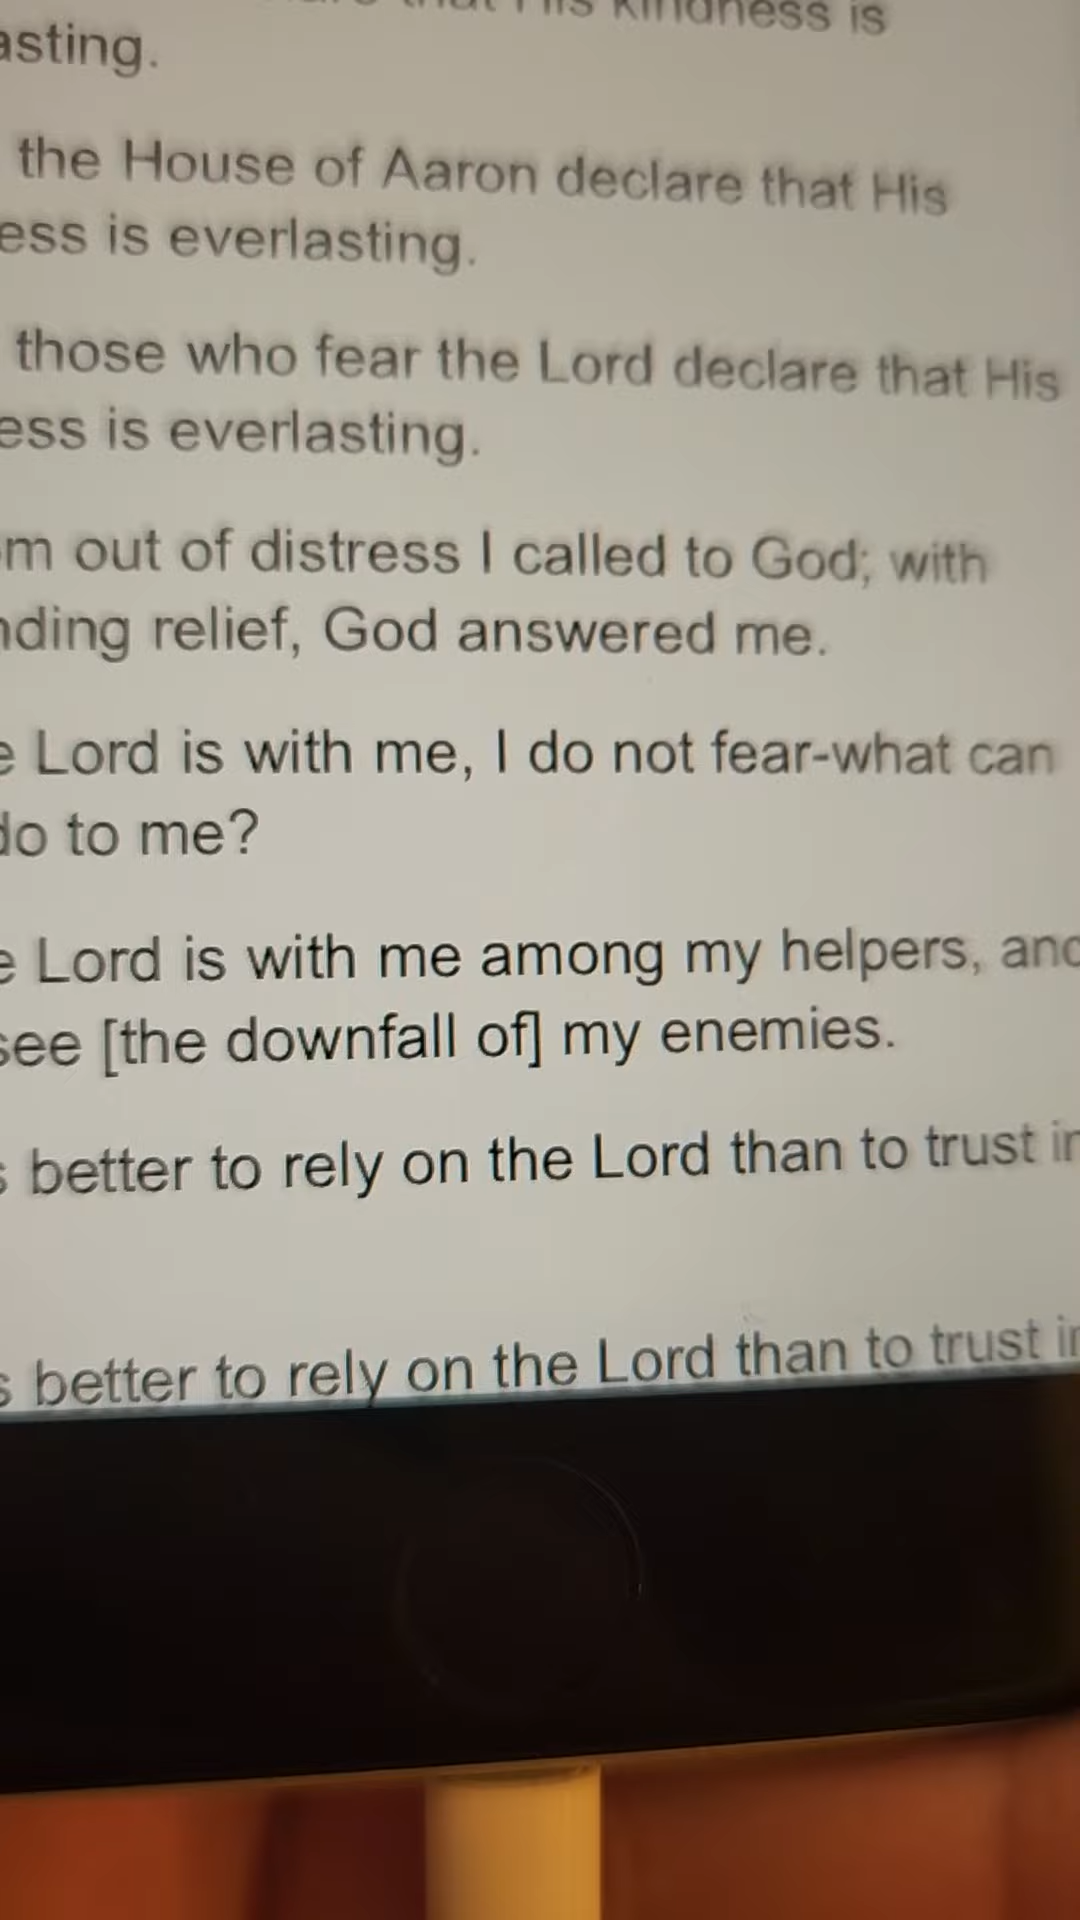 that His kindness is
asting.
the House of Aaron declare that His
ess is everlasting.
those who fear the Lord declare that His
ess is everlasting.
m out of distress I called to God; with
nding relief, God answered me.
e Lord is with me, I do not fear-what can
do to me?
e Lord is with me among my helpers, and
see [the downfall of] my enemies.
s better to rely on the Lord than to trust in
s better to rely on the Lord than to trust in